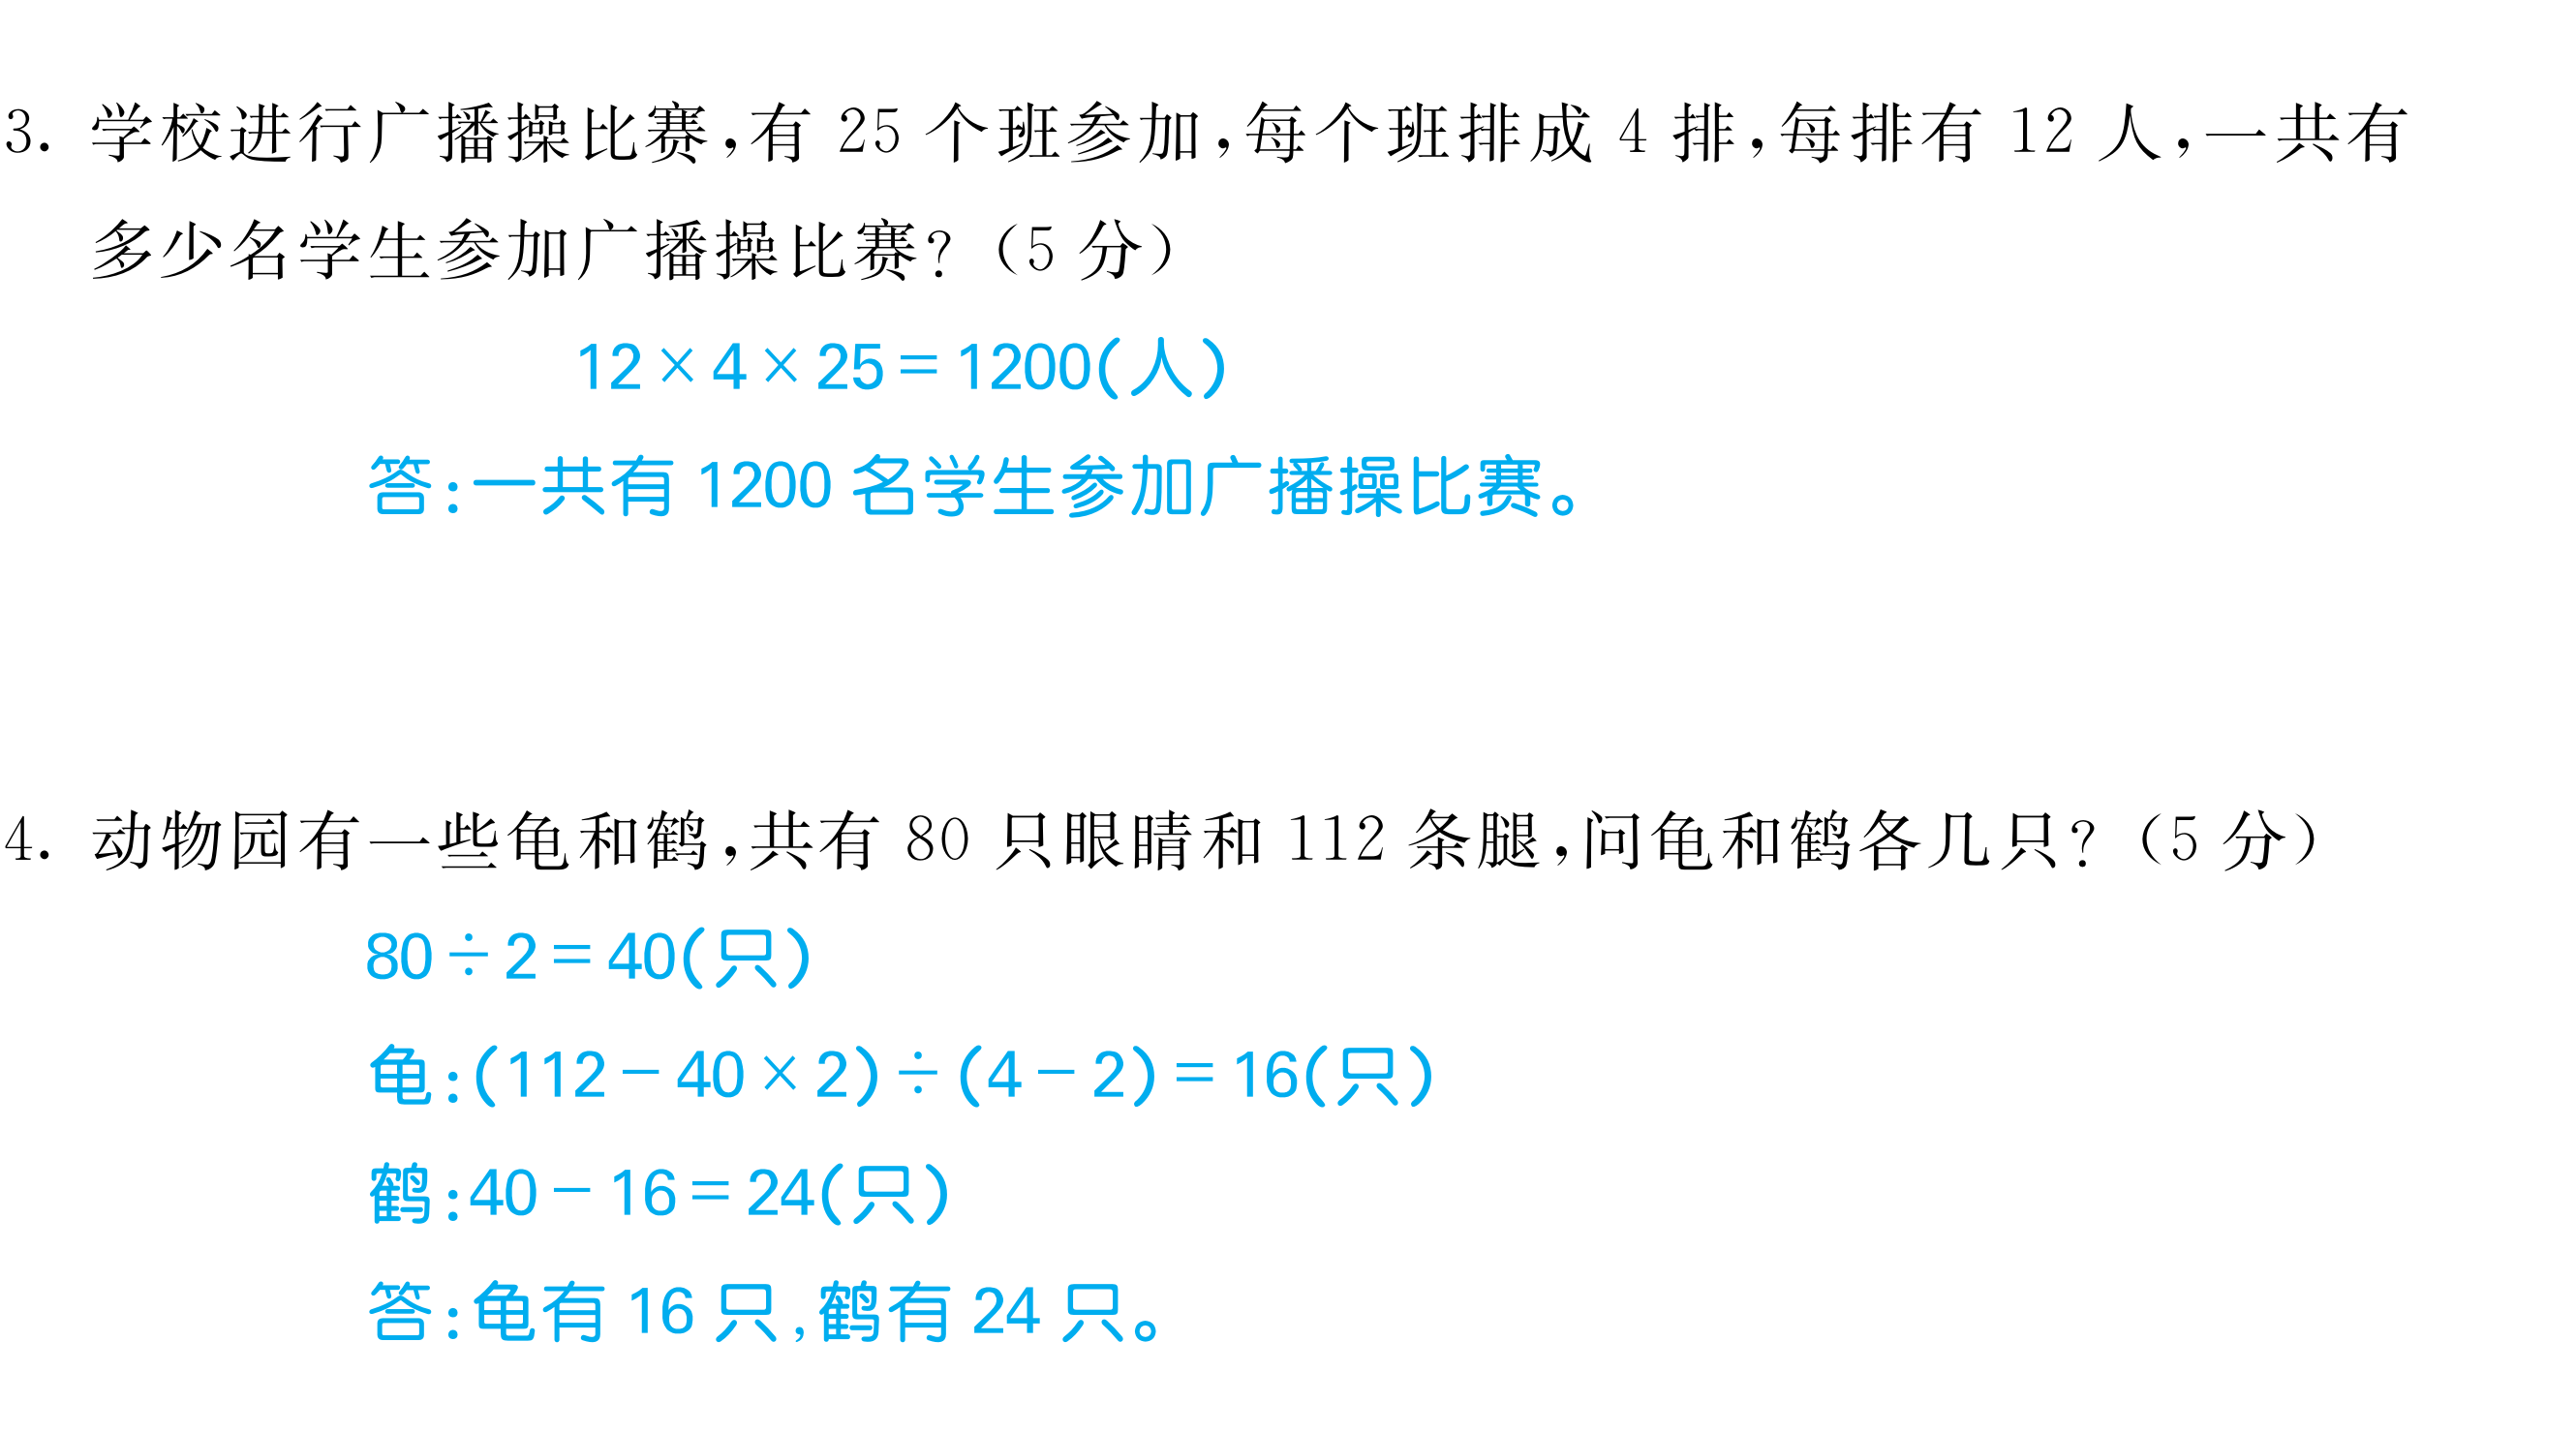 3. 学校进行广播操比赛,有 25 个班参加,每个班排成 4 排,每排有 12 人,一共有
多少名学生参加广播操比赛?(5 分)
12 × 4 × 25 = 1200(人)
答:一共有 1200 名学生参加广播操比赛。
4. 动物园有一些龟和鹤,共有 80 只眼睛和 112 条腿,问龟和鹤各几只?(5 分)
80 ÷ 2 = 40(只)
龟:(112 - 40 × 2) ÷ (4 - 2) = 16(只)
鹤:40 - 16 = 24(只)
答:龟有 16 只,鹤有 24 只。